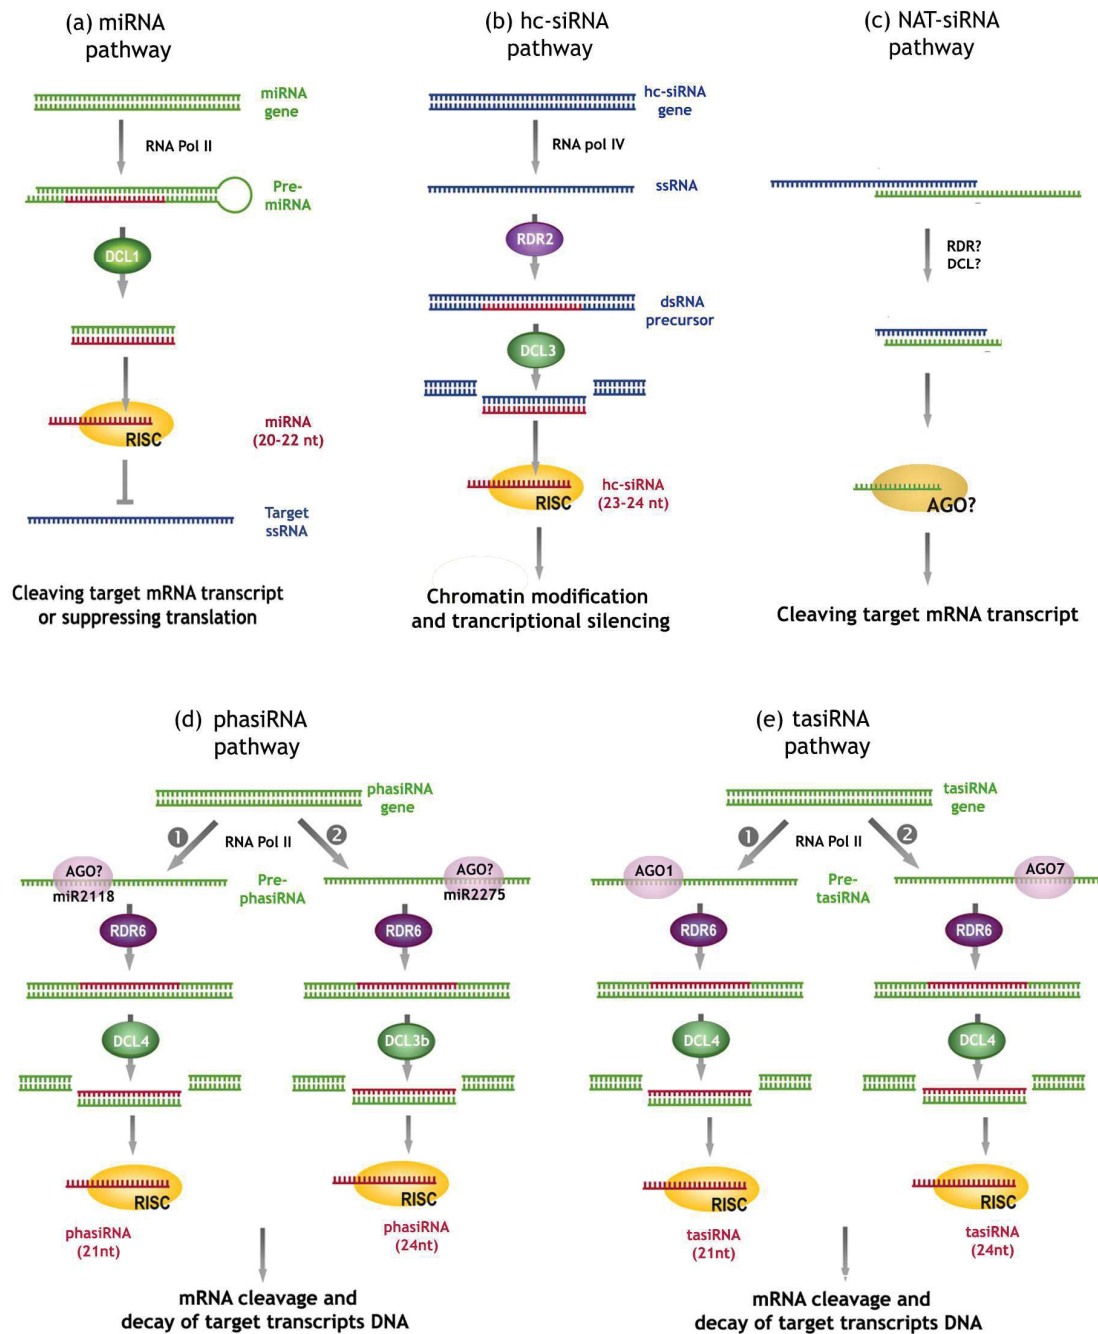 (a) miRNA
pathway
miRNA
gene
RNA Pol II
Pre-
miRNA
DCL1
RISC
miRNA
(20-22 nt)
Target
ssRNA
Cleaving target mRNA transcript
or suppressing translation
(b) hc-siRNA
pathway
hc-siRNA
gene
RNA pol IV
ssRNA
RDR2
dsRNA
precursor
DCL3
RISC
hc-siRNA
(23-24 nt)
Chromatin modification
and trancriptional silencing
(c) NAT-siRNA
pathway
RDR?
DCL?
AGO?
Cleaving target mRNA transcript
(d) phasiRNA
pathway
phasiRNA
gene
1
RNA Pol II
2
AGO?
miR2118
Pre-
phasiRNA
AGO?
miR2275
RDR6
RDR6
DCL4
DCL3b
RISC
RISC
phasiRNA
(21nt)
phasiRNA
(24nt)
mRNA cleavage and
decay of target transcripts DNA
(e) tasiRNA
pathway
tasiRNA
gene
1
RNA Pol II
2
AGO1
Pre-
tasiRNA
AGO7
RDR6
RDR6
DCL4
DCL4
RISC
RISC
tasiRNA
(21nt)
tasiRNA
(24nt)
mRNA cleavage and
decay of target transcripts DNA